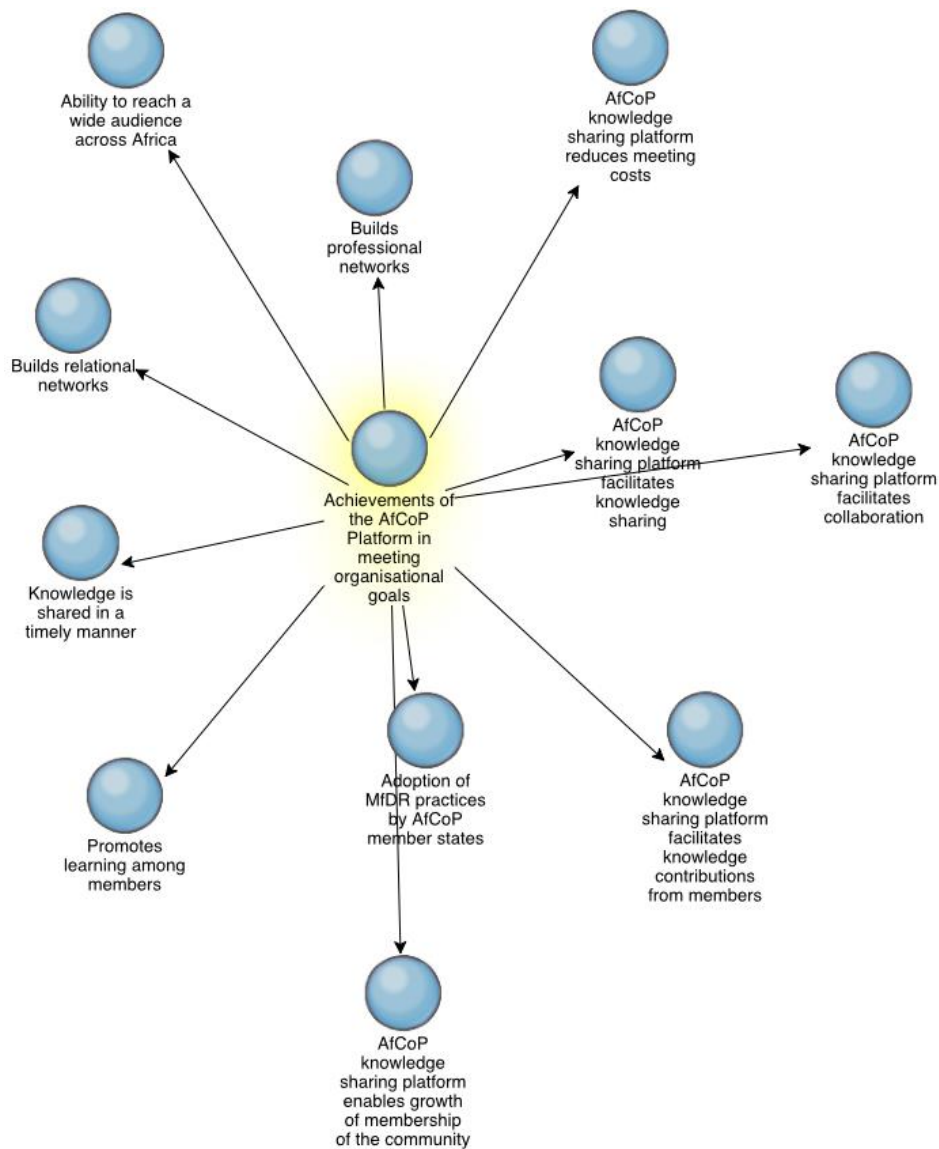 Ability to reach a
wide audience
across Africa
AfCoP
knowledge
sharing platform
reduces meeting
costs
Builds
professional
networks
Builds relational
networks
AfCoP
knowledge
sharing platform
facilitates
knowledge
sharing
AfCoP
knowledge
sharing platform
facilitates
collaboration
Achievements of
the AfCoP
Platform in
meeting
organisational
goals
Knowledge is
shared in a
timely manner
Adoption of
MfDR practices
by AfCoP
member states
AfCoP
knowledge
sharing platform
facilitates
knowledge
contributions
from members
Promotes
learning among
members
AfCoP
knowledge
sharing platform
enables growth
of membership
of the community